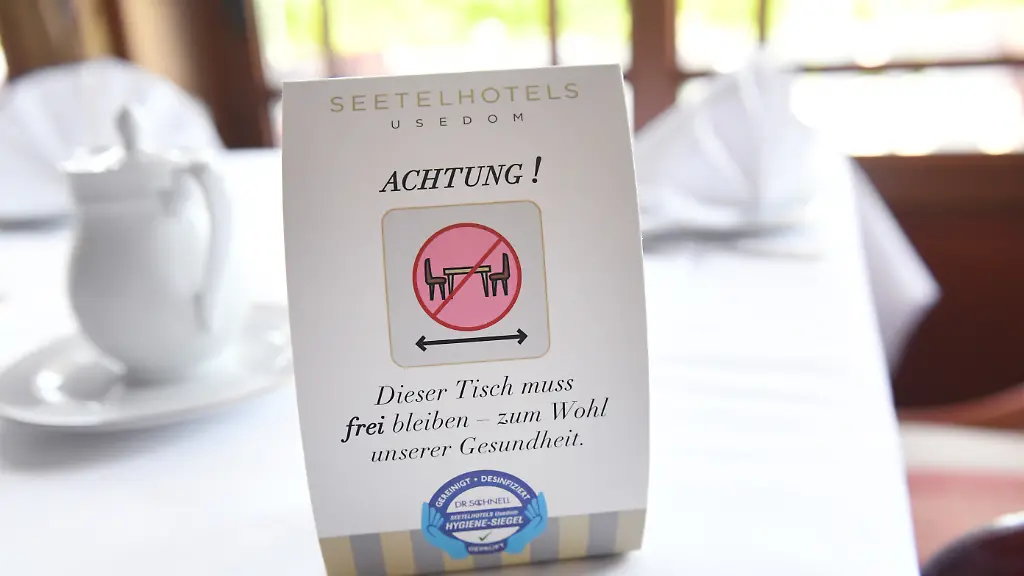 SEETELHOTELS
USEDOM
ACHTUNG!
Dieser Tisch muss
frei bleiben – zum Wohl
unserer Gesundheit.
GEREINIGT • DESINFIZIERT
DR.SCHNELL
SEETELHOTELS Usedom
HYGIENE-SIEGEL
GEPRÜFT